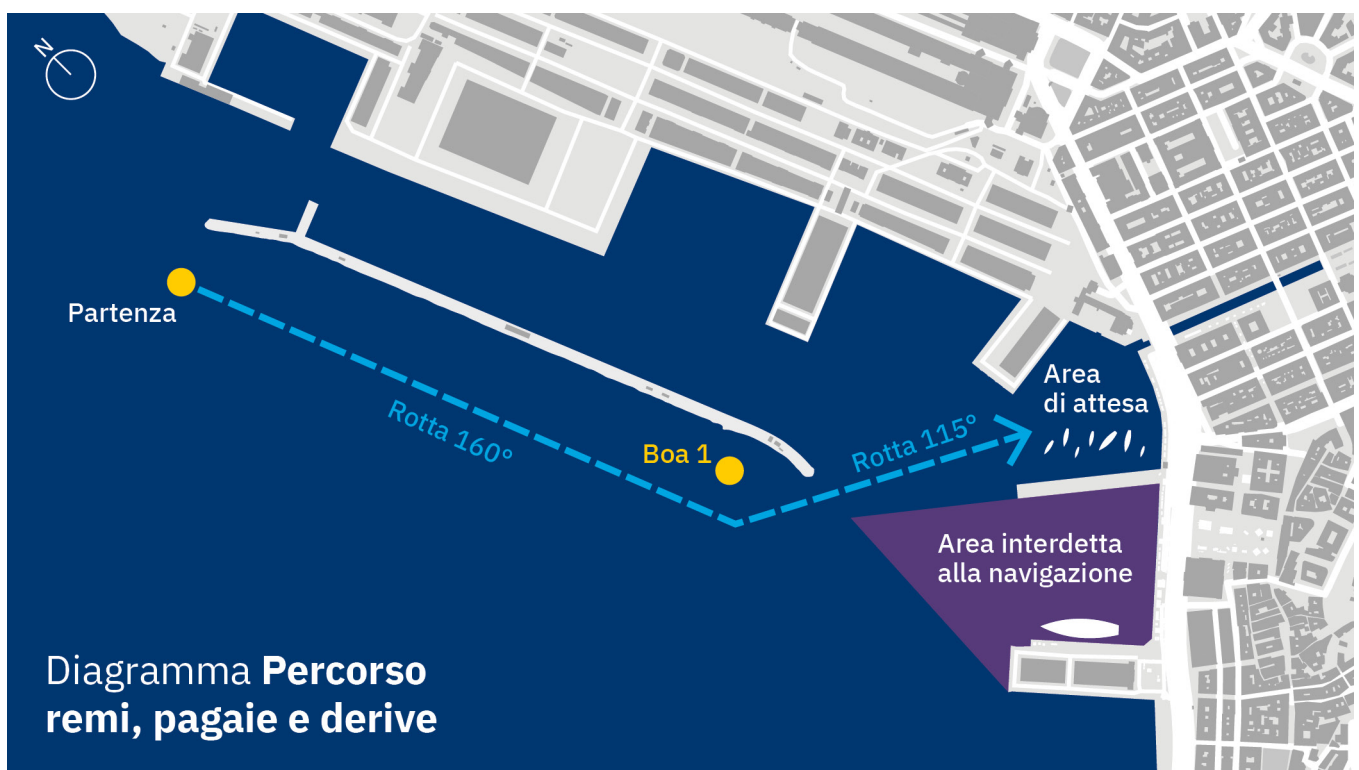 N
Partenza
Rotta 160°
Boa 1
Rotta 115°
Area
di attesa
Area interdetta
alla navigazione
Diagramma Percorso
remi, pagaie e derive